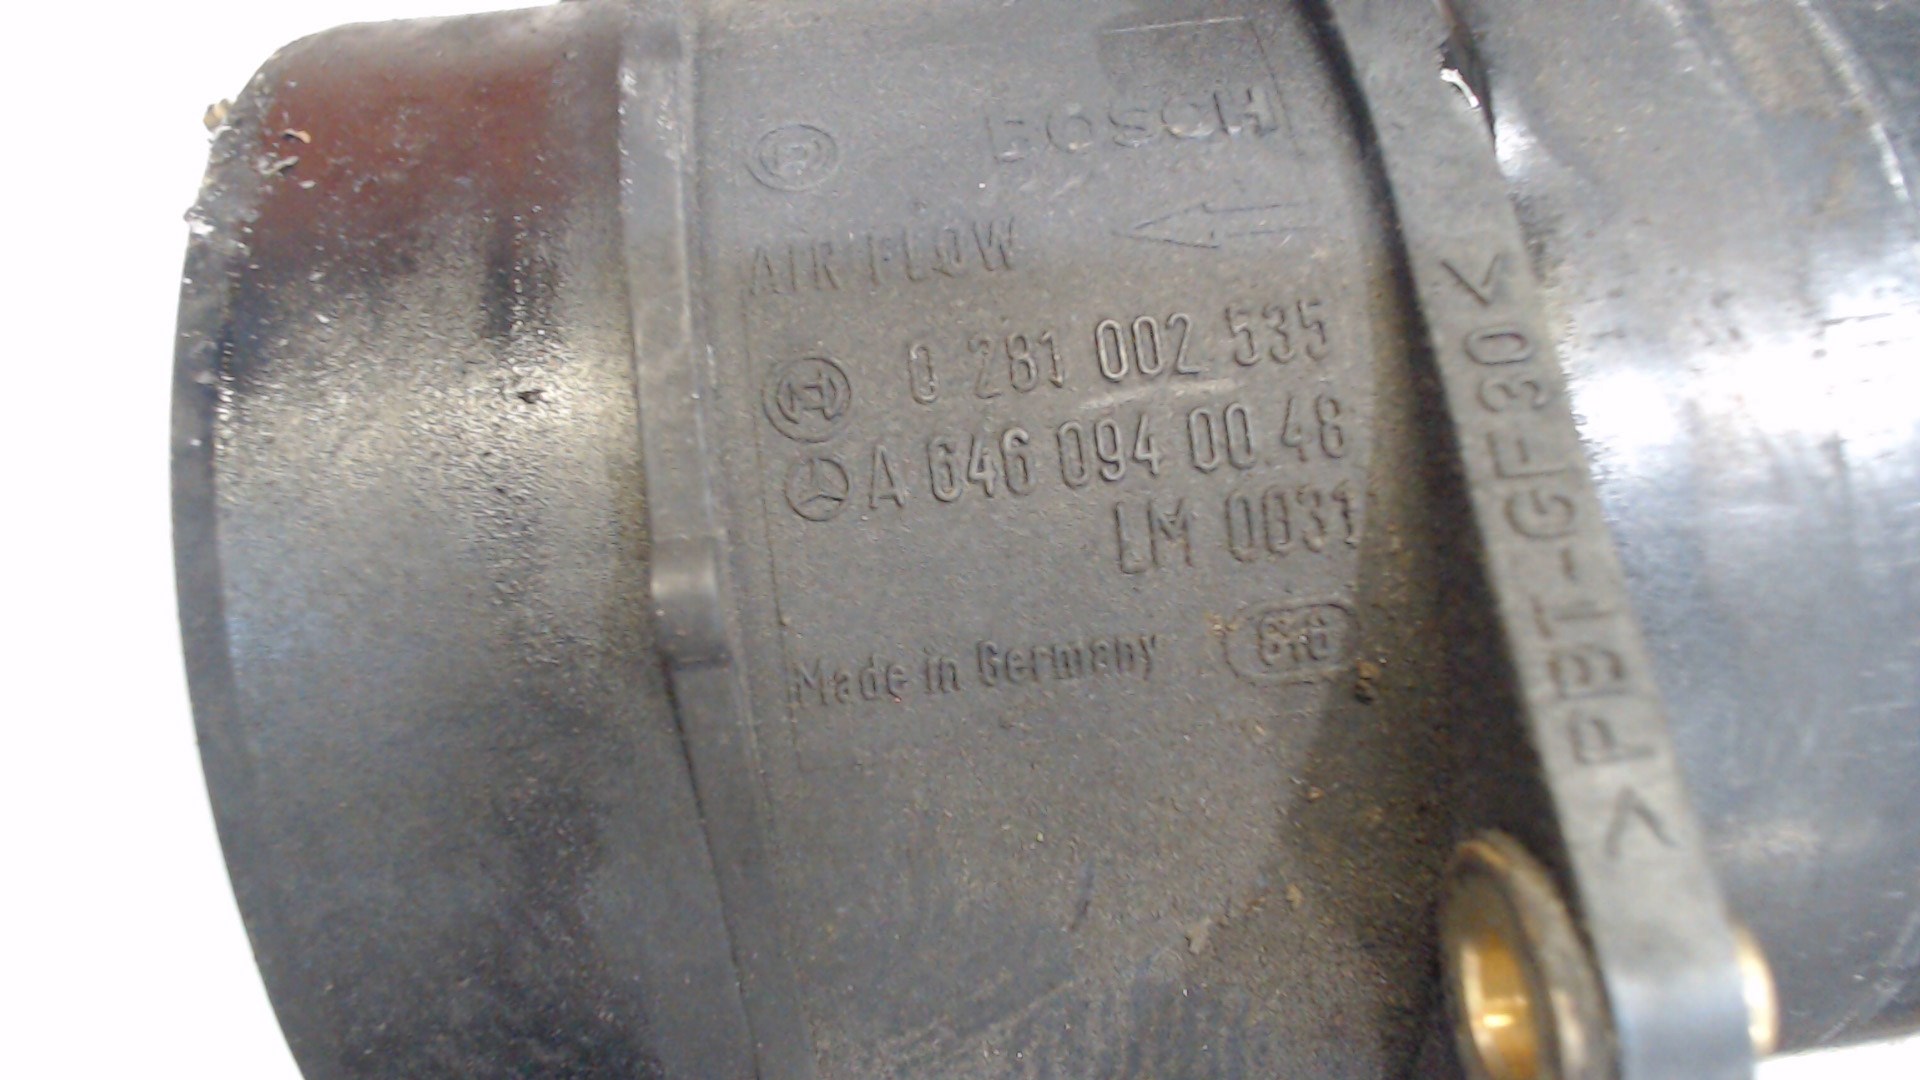 ® BOSCH
AIR FLOW
0 281 002 535
A 646 094 00 48
LM 0031
Made in Germany
>PBT-GF30<